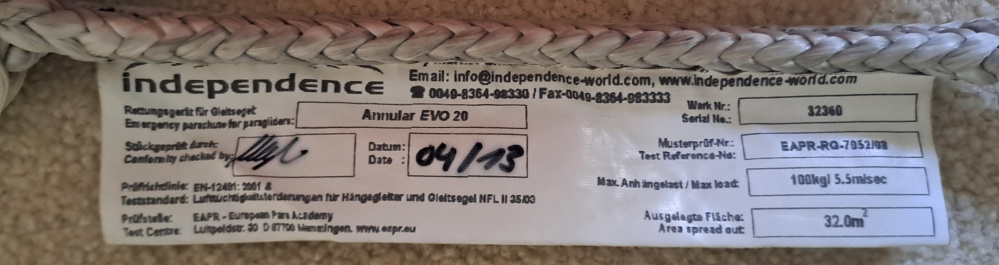 independence
Email: info@independence-world.com, www.independence-world.com
☎ 0049-8364-98330 / Fax-0049-8364-983333
Rettungsgerät für Gleitsegel
Emergency parachute for paragliders:
Annular EVO 20
Werk Nr.:
Serial No.:
32360
Stückgeprüft durch:
Conformity checked by:
Datum:
Date :
04/13
Musterprüf-Nr.:
Test Reference-No:
EAPR-RG-7052/08
Max. Anhängelast / Max load:
100kg/ 5.5m/sec
Prüfrichtlinie: EN-12491: 2001 &
Teststandard: Lufttüchtigkeitsforderungen für Hängegleiter und Gleitsegel NFL II 35/03
Prüfstelle: EAPR - European Para Academy
Test Centre: Luitpoldstr. 30 D 87700 Memmingen, www.eapr.eu
Ausgelegte Fläche:
Area spread out:
32.0m²